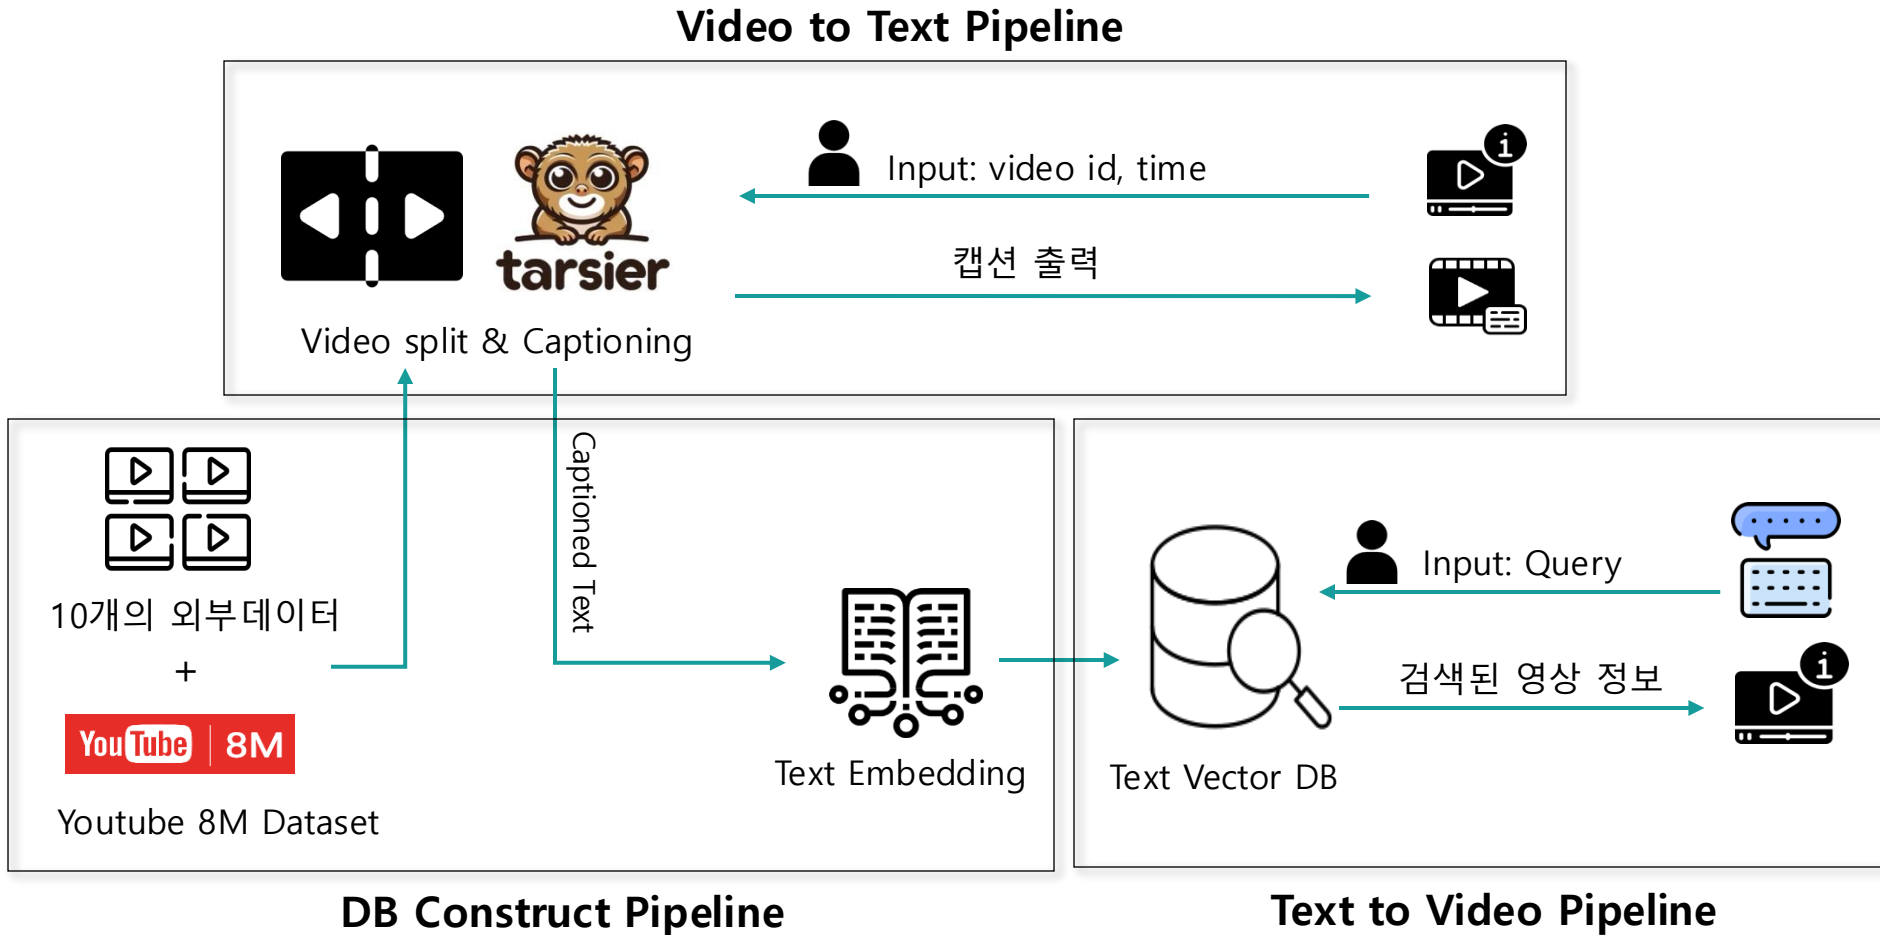 Video to Text Pipeline
Input: video id, time
tarsier
캡션 출력
Video split & Captioning
Captioned Text
10개의 외부데이터
+
YouTube 8M
Youtube 8M Dataset
Text Embedding
Input: Query
검색된 영상 정보
Text Vector DB
DB Construct Pipeline
Text to Video Pipeline